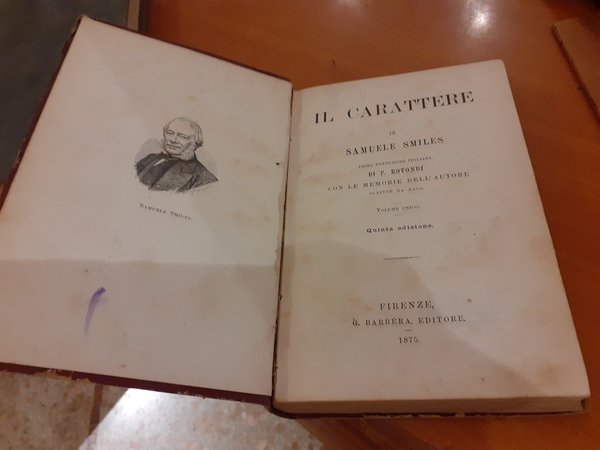 SAMUELE SMILES.
IL CARATTERE
DI
SAMUELE SMILES
PRIMA TRADUZIONE ITALIANA
DI P. ROTONDI
CON LE MEMORIE DELL'AUTORE
SCRITTE DA ESSO.
VOLUME UNICO.
Quinta edizione.
FIRENZE,
G. BARBÈRA, EDITORE.
1875.